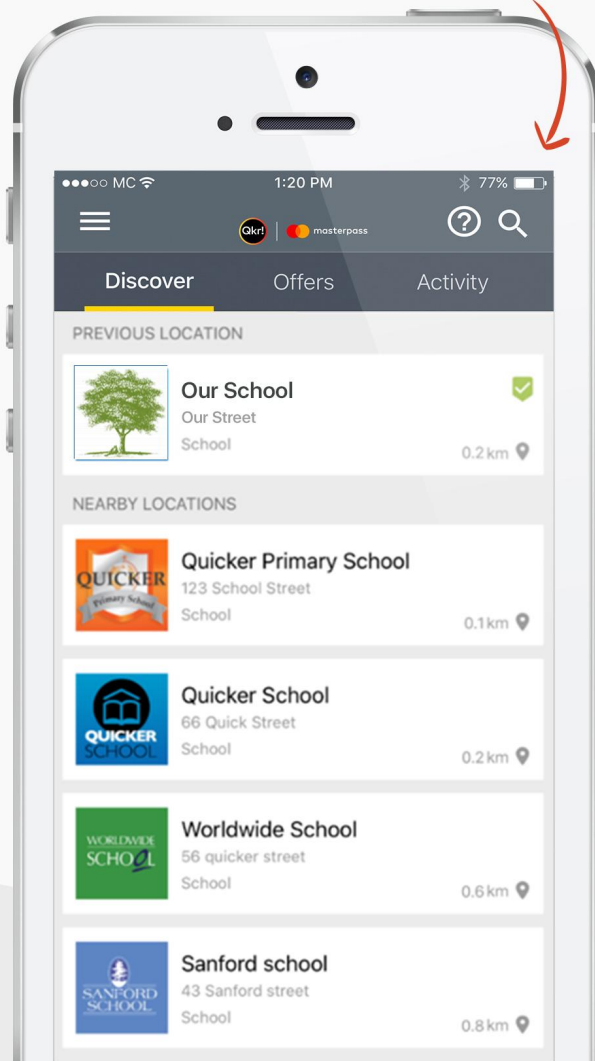 MC 1:20 PM 77%
Qkr! masterpass
Discover Offers Activity
PREVIOUS LOCATION
Our School
Our Street
School
0.2 km
NEARBY LOCATIONS
QUICKER
Primary School
Quicker Primary School
123 School Street
School
0.1 km
QUICKER
SCHOOL
Quicker School
66 Quick Street
School
0.2 km
WORLDWIDE
SCHOOL
Worldwide School
56 quicker street
School
0.6 km
SANFORD
SCHOOL
Sanford school
43 Sanford street
School
0.8 km